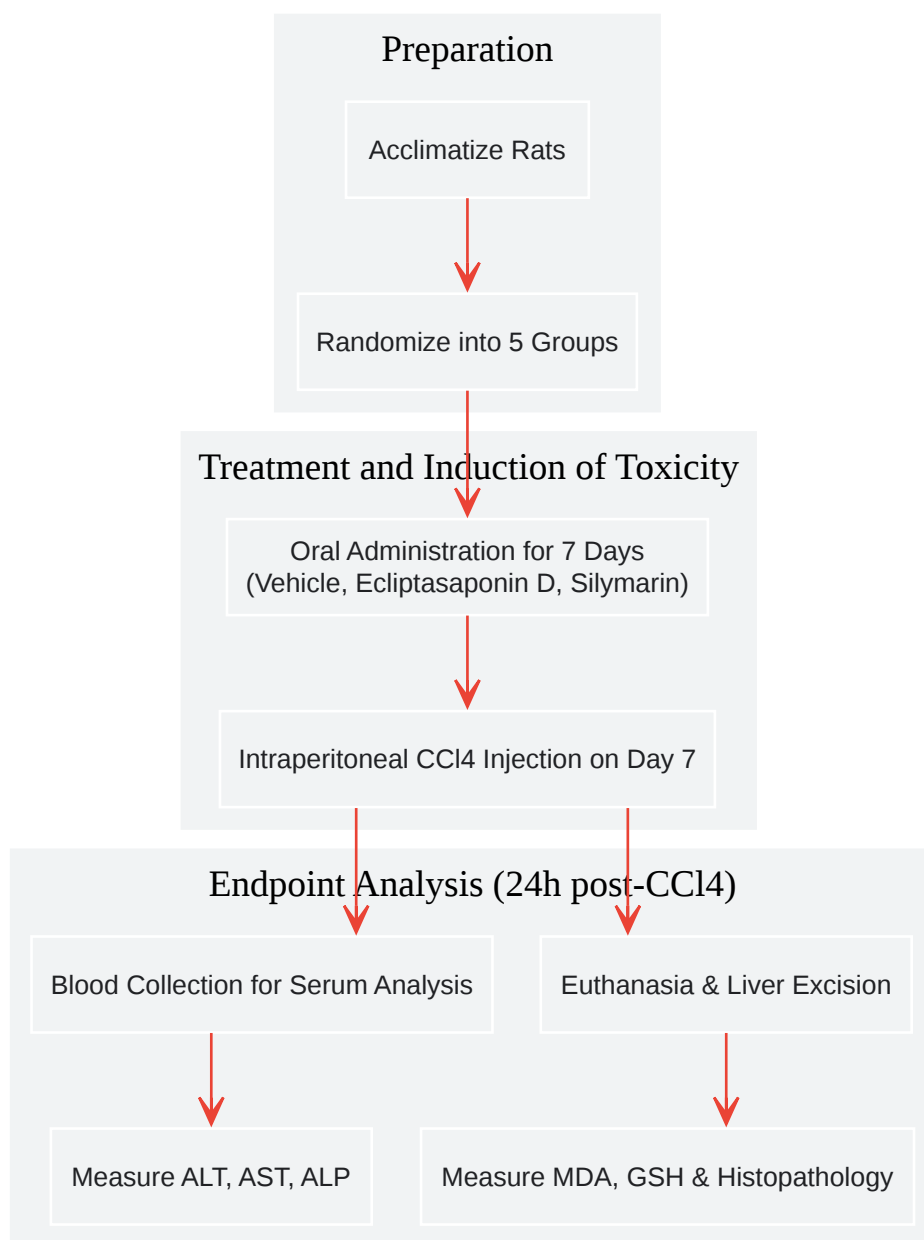 Preparation
Acclimatize Rats
Randomize into 5 Groups
Treatment and Induction of Toxicity
Oral Administration for 7 Days
(Vehicle, Ecliptasaponin D, Silymarin)
Intraperitoneal CCl4 Injection on Day 7
Endpoint Analysis (24h post-CCl4)
Blood Collection for Serum Analysis
Euthanasia & Liver Excision
Measure ALT, AST, ALP
Measure MDA, GSH & Histopathology